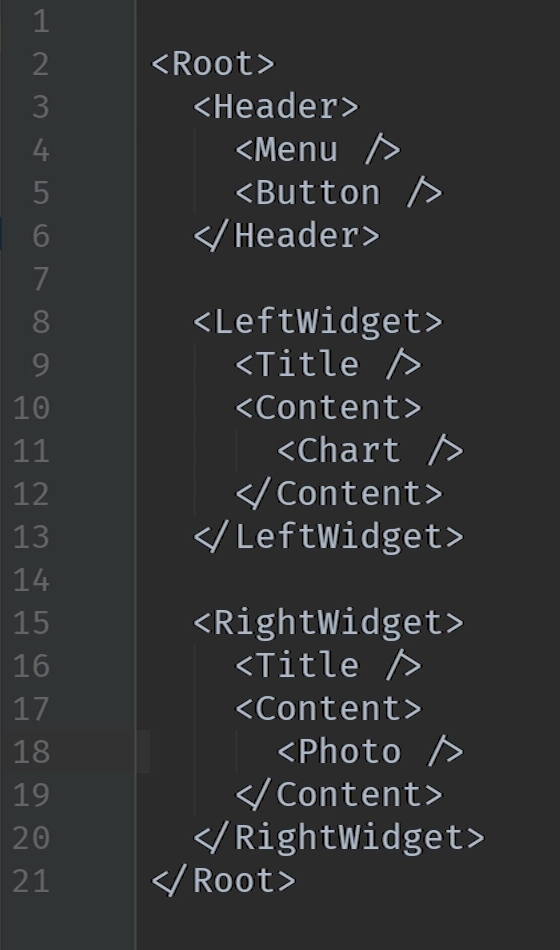 1
2 <Root>
3   <Header>
4     <Menu />
5     <Button />
6   </Header>
7
8   <LeftWidget>
9     <Title />
10     <Content>
11       <Chart />
12     </Content>
13   </LeftWidget>
14
15   <RightWidget>
16     <Title />
17     <Content>
18       <Photo />
19     </Content>
20   </RightWidget>
21 </Root>